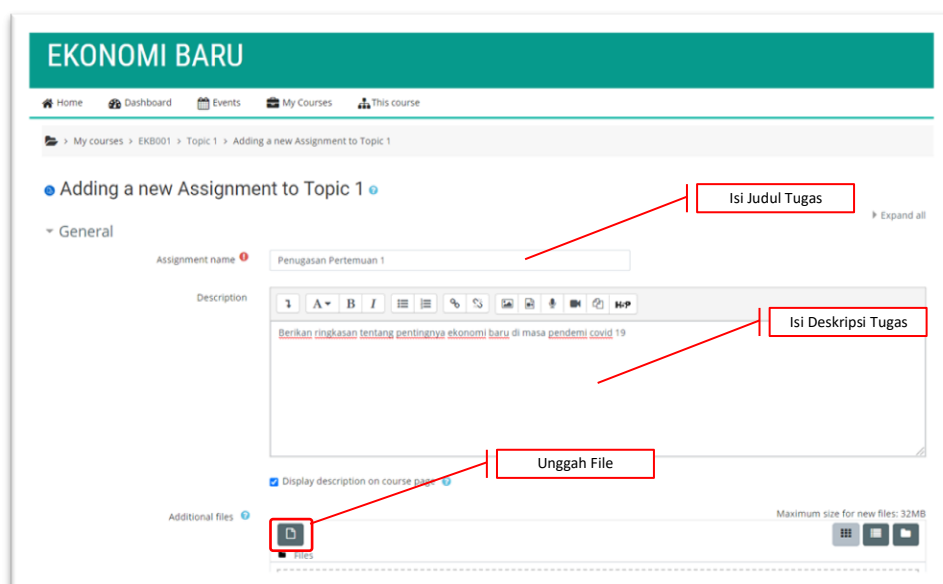 EKONOMI BARU
Home Dashboard Events My Courses This course
> My courses > EKB001 > Topic 1 > Adding a new Assignment to Topic 1
Adding a new Assignment to Topic 1
Isi Judul Tugas
Expand all
General
Assignment name
Penugasan Pertemuan 1
Description
A B I H-P
Berikan ringkasan tentang pentingnya ekonomi baru di masa pendemi covid 19
Isi Deskripsi Tugas
Unggah File
Display description on course page
Additional files
Maximum size for new files: 32MB
Files